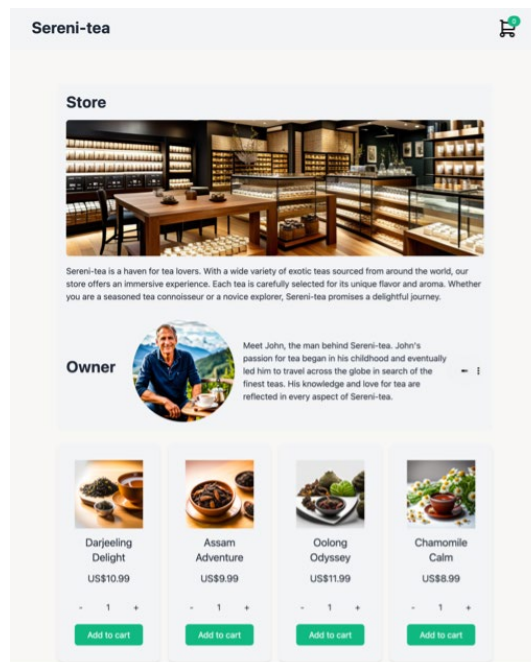 Sereni-tea
0
Store
Sereni-tea is a haven for tea lovers. With a wide variety of exotic teas sourced from around the world, our
store offers an immersive experience. Each tea is carefully selected for its unique flavor and aroma. Whether
you are a seasoned tea connoisseur or a novice explorer, Sereni-tea promises a delightful journey.
Owner
Meet John, the man behind Sereni-tea. John's
passion for tea began in his childhood and eventually
led him to travel across the globe in search of the
finest teas. His knowledge and love for tea are
reflected in every aspect of Sereni-tea.
Darjeeling
Delight
US$10.99
- 1 +
Add to cart
Assam
Adventure
US$9.99
- 1 +
Add to cart
Oolong
Odyssey
US$11.99
- 1 +
Add to cart
Chamomile
Calm
US$8.99
- 1 +
Add to cart